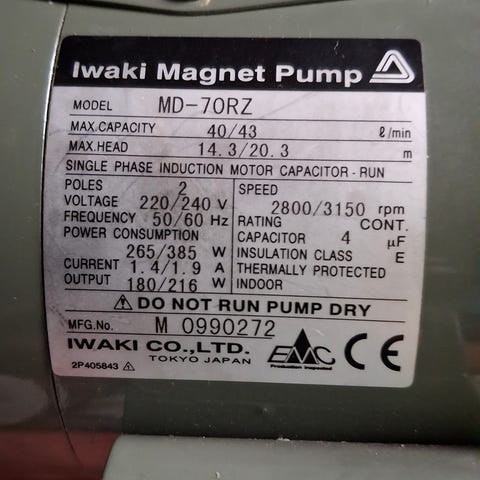 Iwaki Magnet Pump
MODEL MD-70RZ
MAX.CAPACITY 40/43 ℓ/min
MAX.HEAD 14.3/20.3 m
SINGLE PHASE INDUCTION MOTOR CAPACITOR-RUN
POLES 2
VOLTAGE 220/240 V
FREQUENCY 50/60 Hz
POWER CONSUMPTION
265/385 W
CURRENT 1.4/1.9 A
OUTPUT 180/216 W
SPEED
2800/3150 rpm
RATING CONT.
CAPACITOR 4 µF
INSULATION CLASS E
THERMALLY PROTECTED
INDOOR
⚠ DO NOT RUN PUMP DRY
MFG.No. M 0990272
IWAKI CO.,LTD.
TOKYO JAPAN
2P405843
EMC
Production Inspected
CE